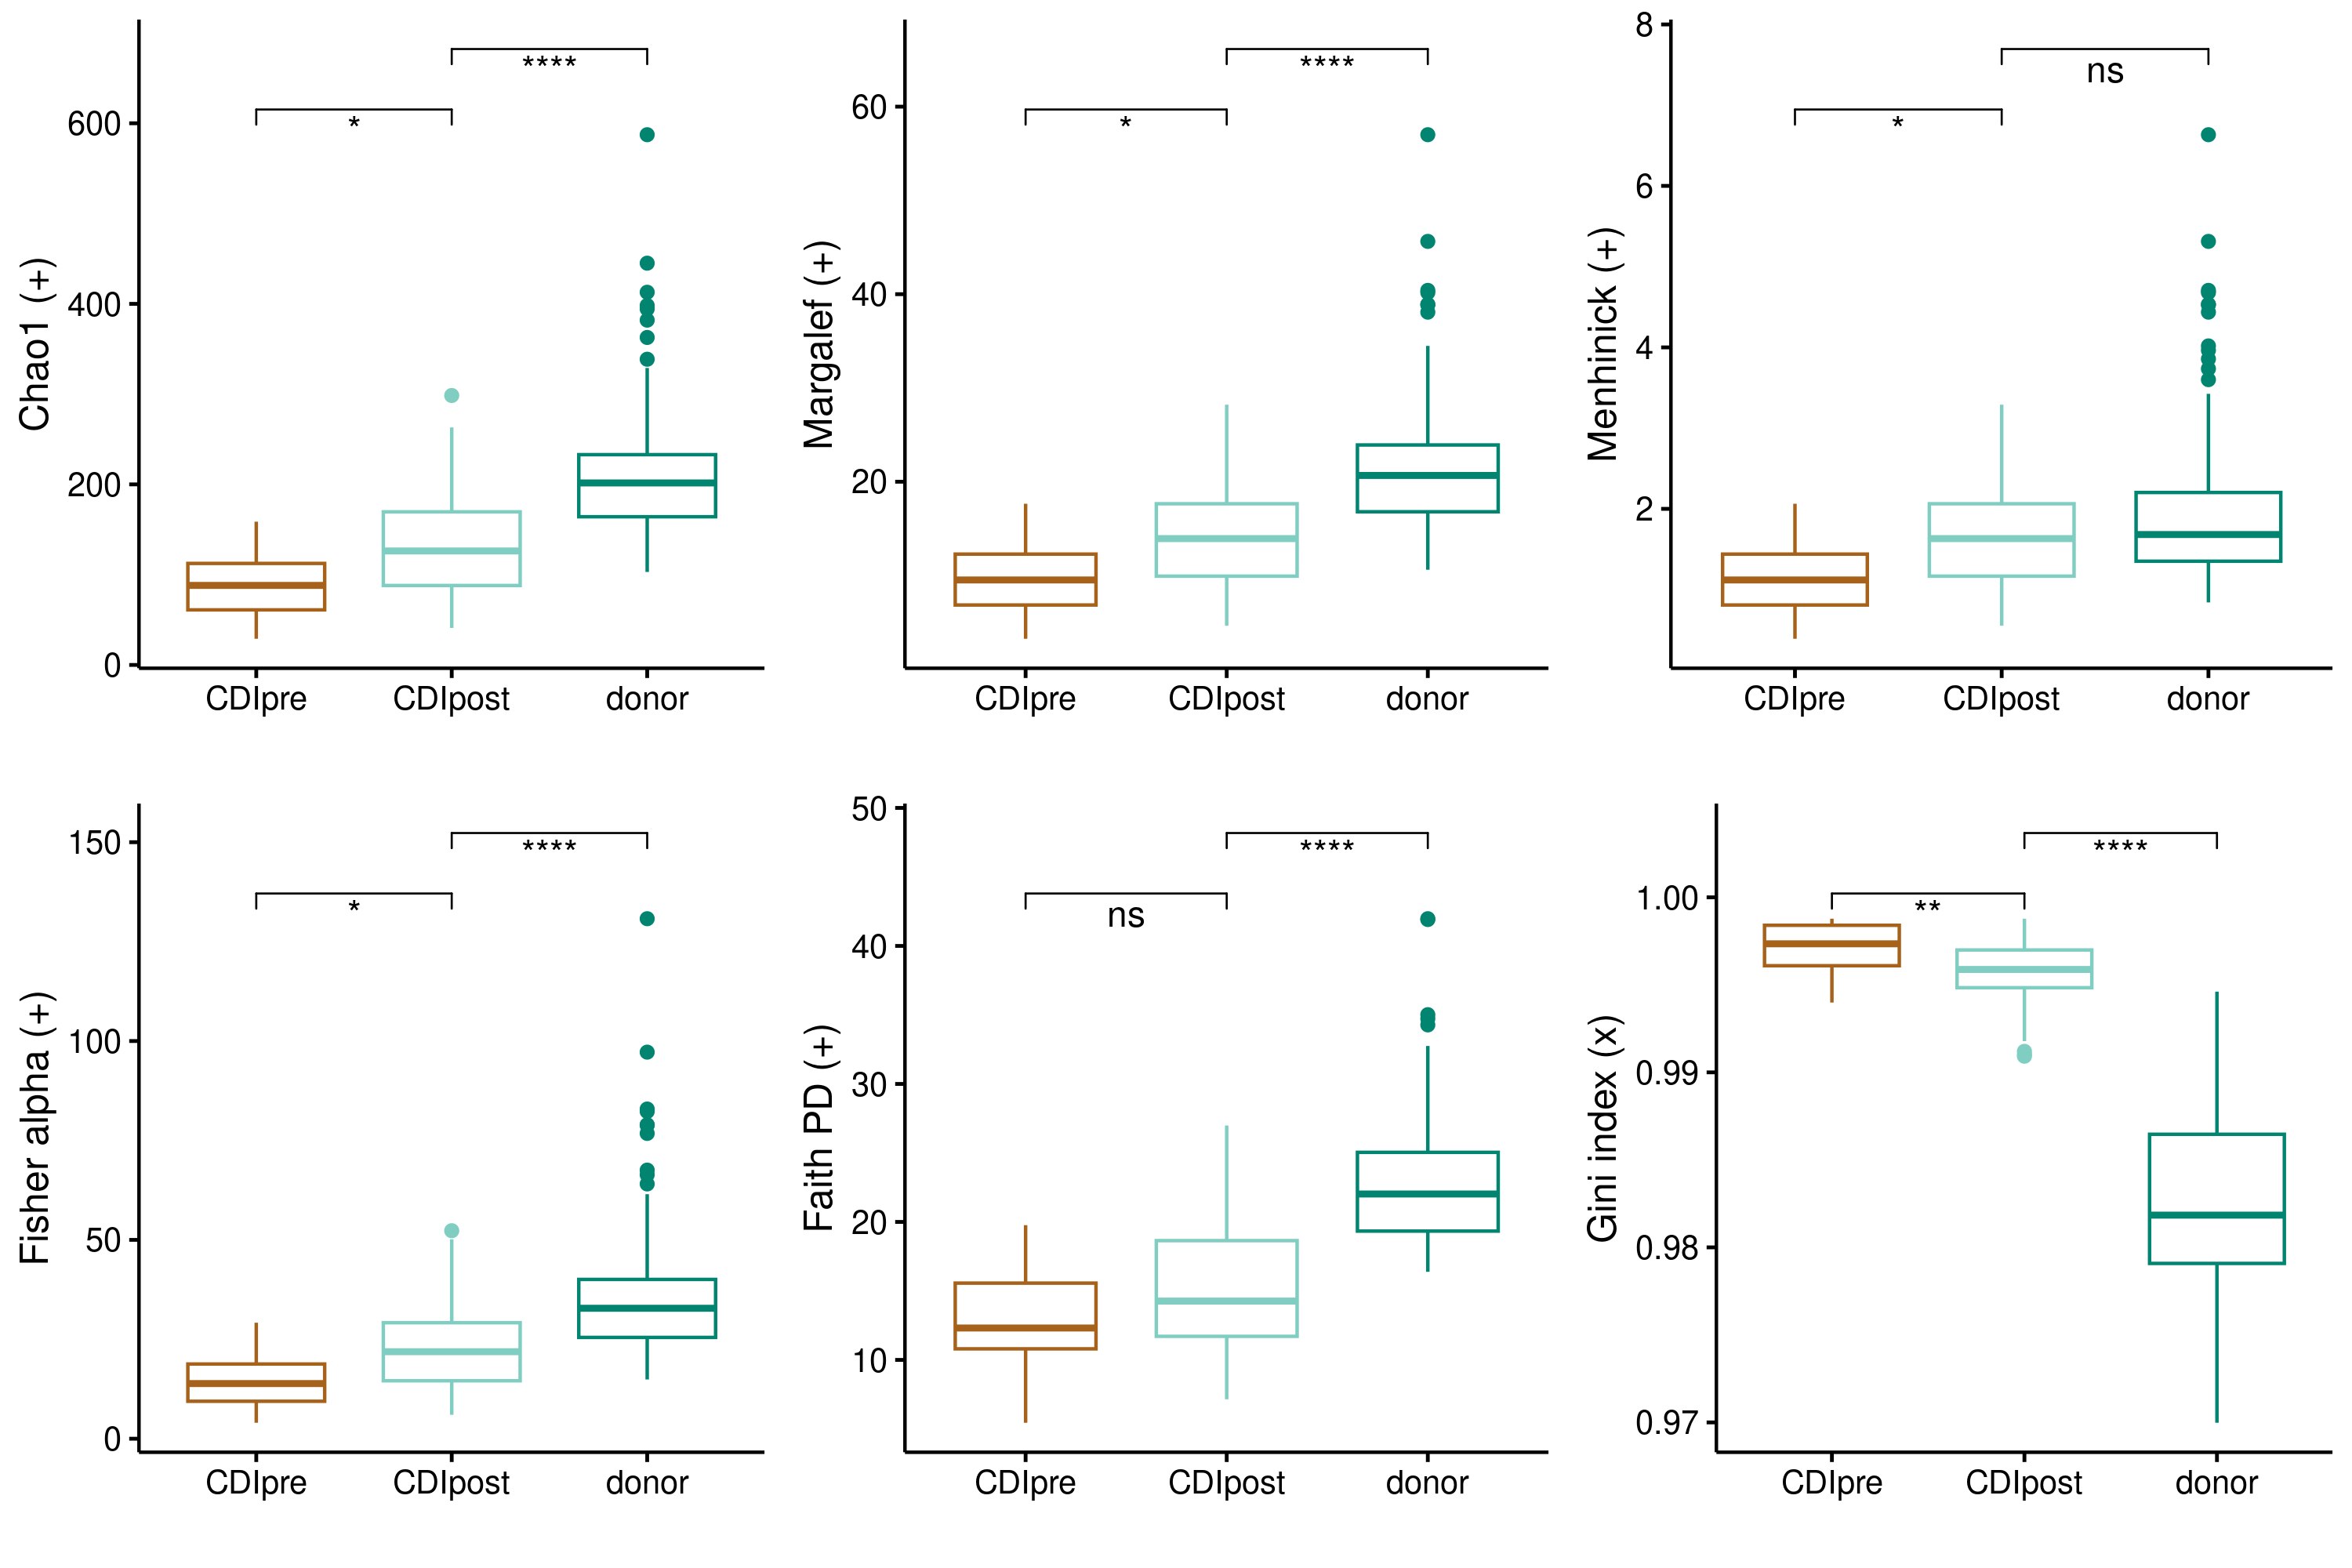 Chao1 (+)
600
400
200
0
*
****
CDIpre
CDIpost
donor
Margalef (+)
60
40
20
*
****
CDIpre
CDIpost
donor
Menhinick (+)
8
6
4
2
*
ns
CDIpre
CDIpost
donor
Fisher alpha (+)
150
100
50
0
*
****
CDIpre
CDIpost
donor
Faith PD (+)
50
40
30
20
10
ns
****
CDIpre
CDIpost
donor
Gini index (x)
1.00
0.99
0.98
0.97
**
****
CDIpre
CDIpost
donor